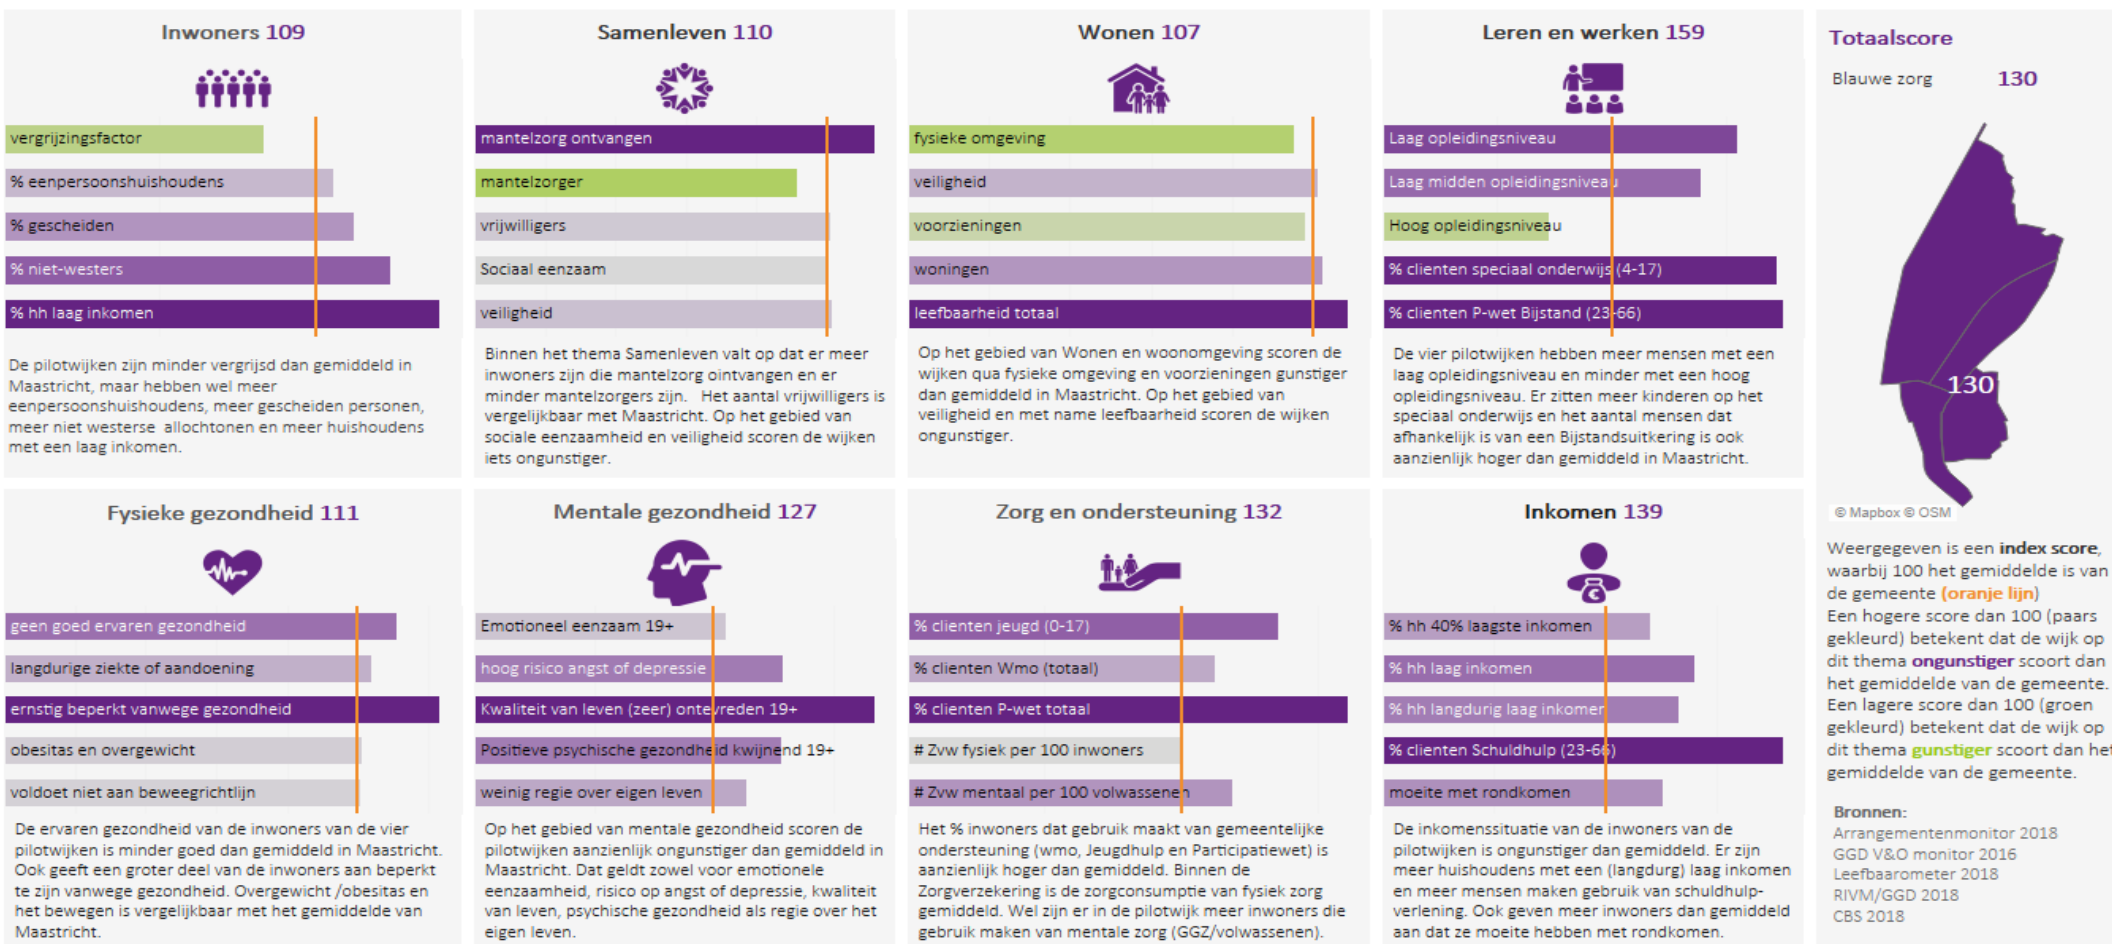 Inwoners 109
vergrijzingsfactor
% eenpersoonshuishoudens
% gescheiden
% niet-westers
% hh laag inkomen
De pilotwijken zijn minder vergrijsd dan gemiddeld in
Maastricht, maar hebben wel meer
eenpersoonshuishoudens, meer gescheiden personen,
meer niet westerse allochtonen en meer huishoudens
met een laag inkomen.
Samenleven 110
mantelzorg ontvangen
mantelzorger
vrijwilligers
Sociaal eenzaam
veiligheid
Binnen het thema Samenleven valt op dat er meer
inwoners zijn die mantelzorg ointvangen en er
minder mantelzorgers zijn. Het aantal vrijwilligers is
vergelijkbaar met Maastricht. Op het gebied van
sociale eenzaamheid en veiligheid scoren de wijken
iets ongunstiger.
Wonen 107
fysieke omgeving
veiligheid
voorzieningen
woningen
leefbaarheid totaal
Op het gebied van Wonen en woonomgeving scoren de
wijken qua fysieke omgeving en voorzieningen gunstiger
dan gemiddeld in Maastricht. Op het gebied van
veiligheid en met name leefbaarheid scoren de wijken
ongunstiger.
Leren en werken 159
Laag opleidingsniveau
Laag midden opleidingsniveau
Hoog opleidingsniveau
% clienten speciaal onderwijs (4-17)
% clienten P-wet Bijstand (23-66)
De vier pilotwijken hebben meer mensen met een
laag opleidingsniveau en minder met een hoog
opleidingsniveau. Er zitten meer kinderen op het
speciaal onderwijs en het aantal mensen dat
afhankelijk is van een Bijstandsuitkering is ook
aanzienlijk hoger dan gemiddeld in Maastricht.
Totaalscore
Blauwe zorg 130
130
© Mapbox © OSM
Fysieke gezondheid 111
geen goed ervaren gezondheid
langdurige ziekte of aandoening
ernstig beperkt vanwege gezondheid
obesitas en overgewicht
voldoet niet aan beweegrichtlijn
De ervaren gezondheid van de inwoners van de vier
pilotwijken is minder goed dan gemiddeld in Maastricht.
Ook geeft een groter deel van de inwoners aan beperkt
te zijn vanwege gezondheid. Overgewicht /obesitas en
het bewegen is vergelijkbaar met het gemiddelde van
Maastricht.
Mentale gezondheid 127
Emotioneel eenzaam 19+
hoog risico angst of depressie
Kwaliteit van leven (zeer) ontevreden 19+
Positieve psychische gezondheid kwijnend 19+
weinig regie over eigen leven
Op het gebied van mentale gezondheid scoren de
pilotwijken aanzienlijk ongunstiger dan gemiddeld in
Maastricht. Dat geldt zowel voor emotionele
eenzaamheid, risico op angst of depressie, kwaliteit
van leven, psychische gezondheid als regie over het
eigen leven.
Zorg en ondersteuning 132
% clienten jeugd (0-17)
% clienten Wmo (totaal)
% clienten P-wet totaal
# Zvw fysiek per 100 inwoners
# Zvw mentaal per 100 volwassenen
Het % inwoners dat gebruik maakt van gemeentelijke
ondersteuning (wmo, Jeugdhulp en Participatiewet) is
aanzienlijk hoger dan gemiddeld. Binnen de
Zorgverzekering is de zorgconsumptie van fysiek zorg
gemiddeld. Wel zijn er in de pilotwijk meer inwoners die
gebruik maken van mentale zorg (GGZ/volwassenen).
Inkomen 139
% hh 40% laagste inkomen
% hh laag inkomen
% hh langdurig laag inkomen
% clienten Schuldhulp (23-66)
moeite met rondkomen
De inkomenssituatie van de inwoners van de
pilotwijken is ongunstiger dan gemiddeld. Er zijn
meer huishoudens met een (langdurg) laag inkomen
en meer mensen maken gebruik van schuldhulp-
verlening. Ook geven meer inwoners dan gemiddeld
aan dat ze moeite hebben met rondkomen.
Weergegeven is een index score,
waarbij 100 het gemiddelde is van
de gemeente (oranje lijn)
Een hogere score dan 100 (paars
gekleurd) betekent dat de wijk op
dit thema ongunstiger scoort dan
het gemiddelde van de gemeente.
Een lagere score dan 100 (groen
gekleurd) betekent dat de wijk op
dit thema gunstiger scoort dan het
gemiddelde van de gemeente.
Bronnen:
Arrangementenmonitor 2018
GGD V&O monitor 2016
Leefbaarometer 2018
RIVM/GGD 2018
CBS 2018